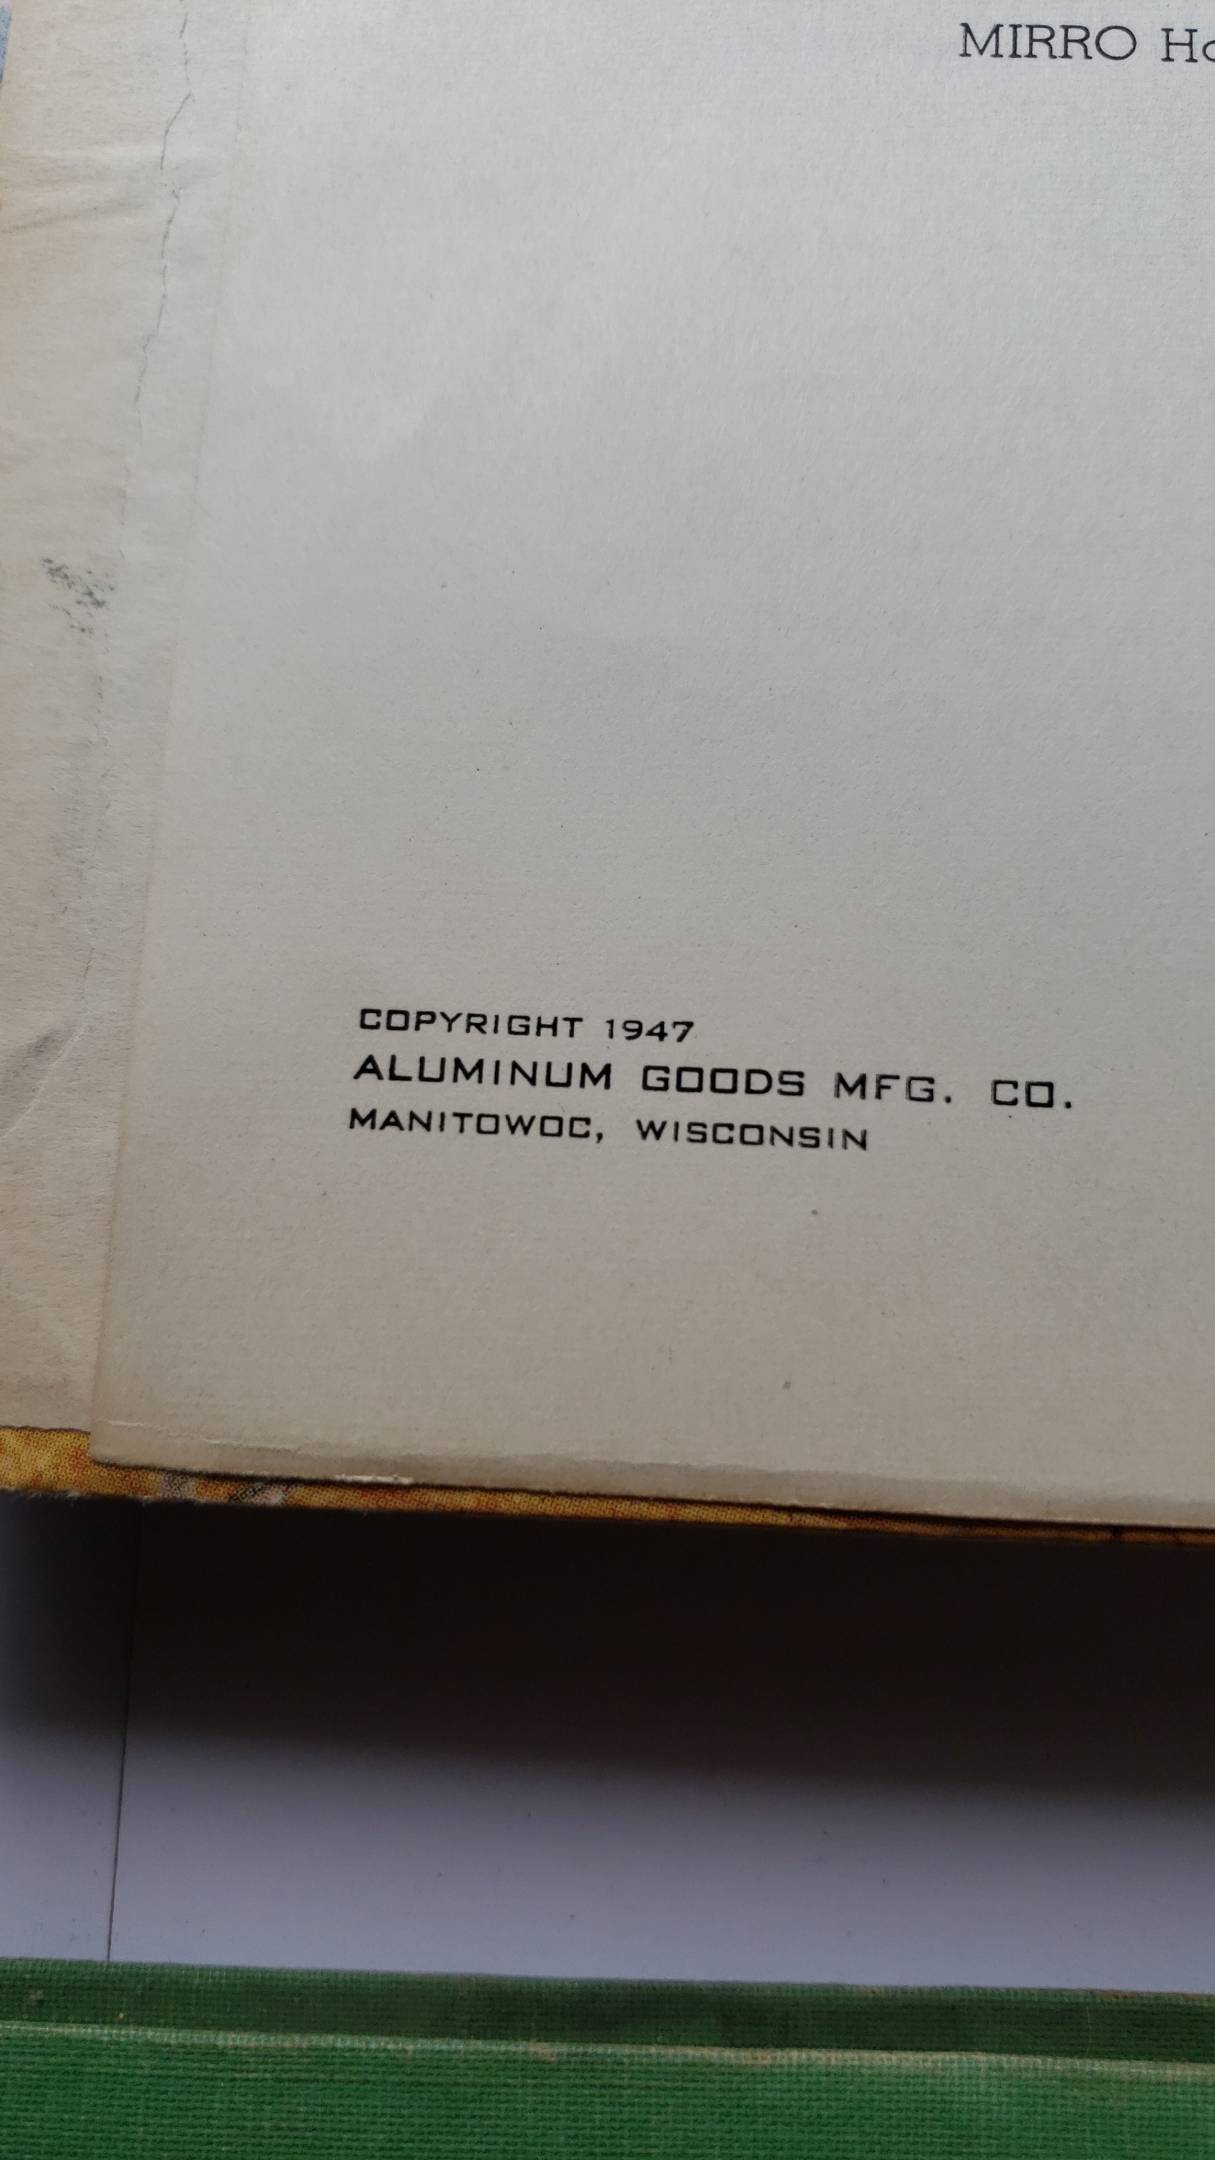 MIRRO
COPYRIGHT 1947
ALUMINUM GOODS MFG. CO.
MANITOWOC, WISCONSIN